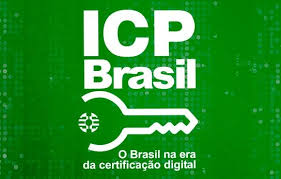 ICP
Brasil
O Brasil na era
da certificação digital